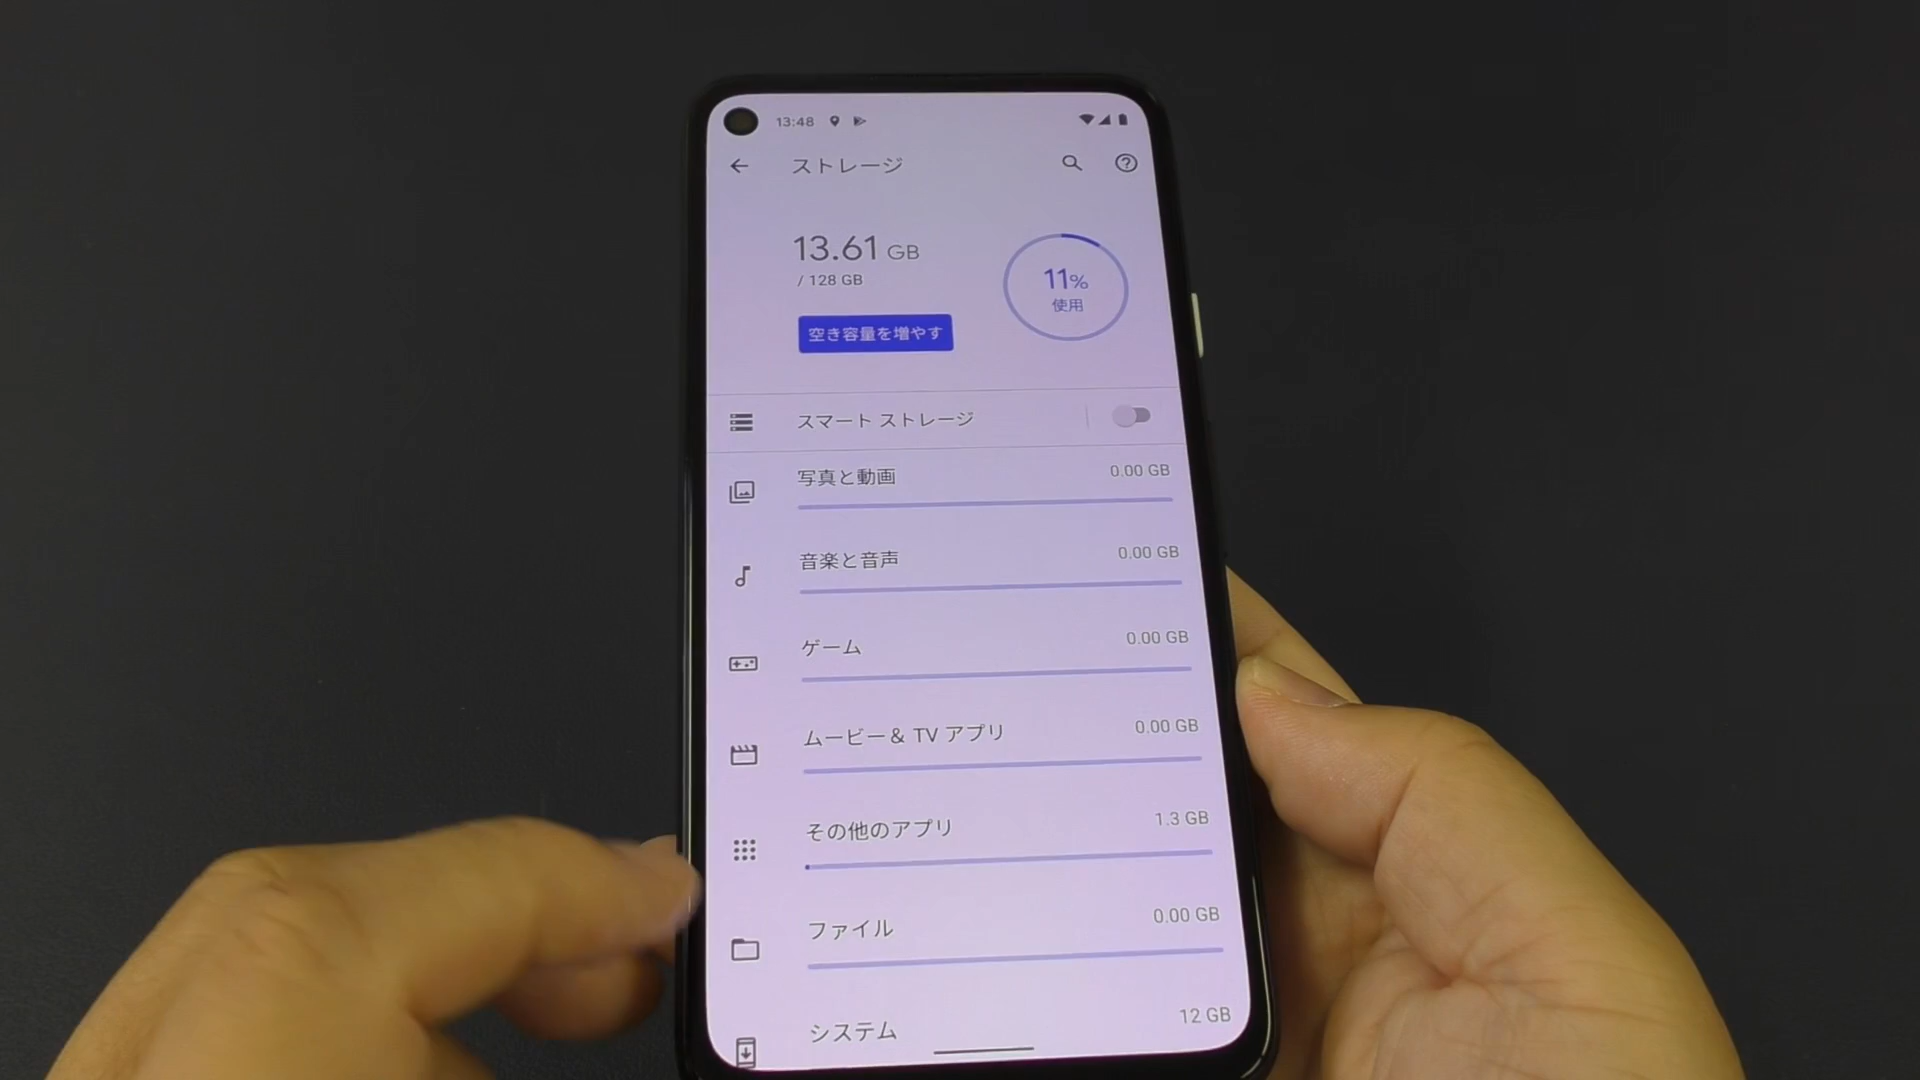 13:48
ストレージ
13.61 GB
/ 128 GB
11%
使用
空き容量を増やす
スマート ストレージ
写真と動画
0.00 GB
音楽と音声
0.00 GB
ゲーム
0.00 GB
ムービー& TV アプリ
0.00 GB
その他のアプリ
1.3 GB
ファイル
0.00 GB
システム
12 GB